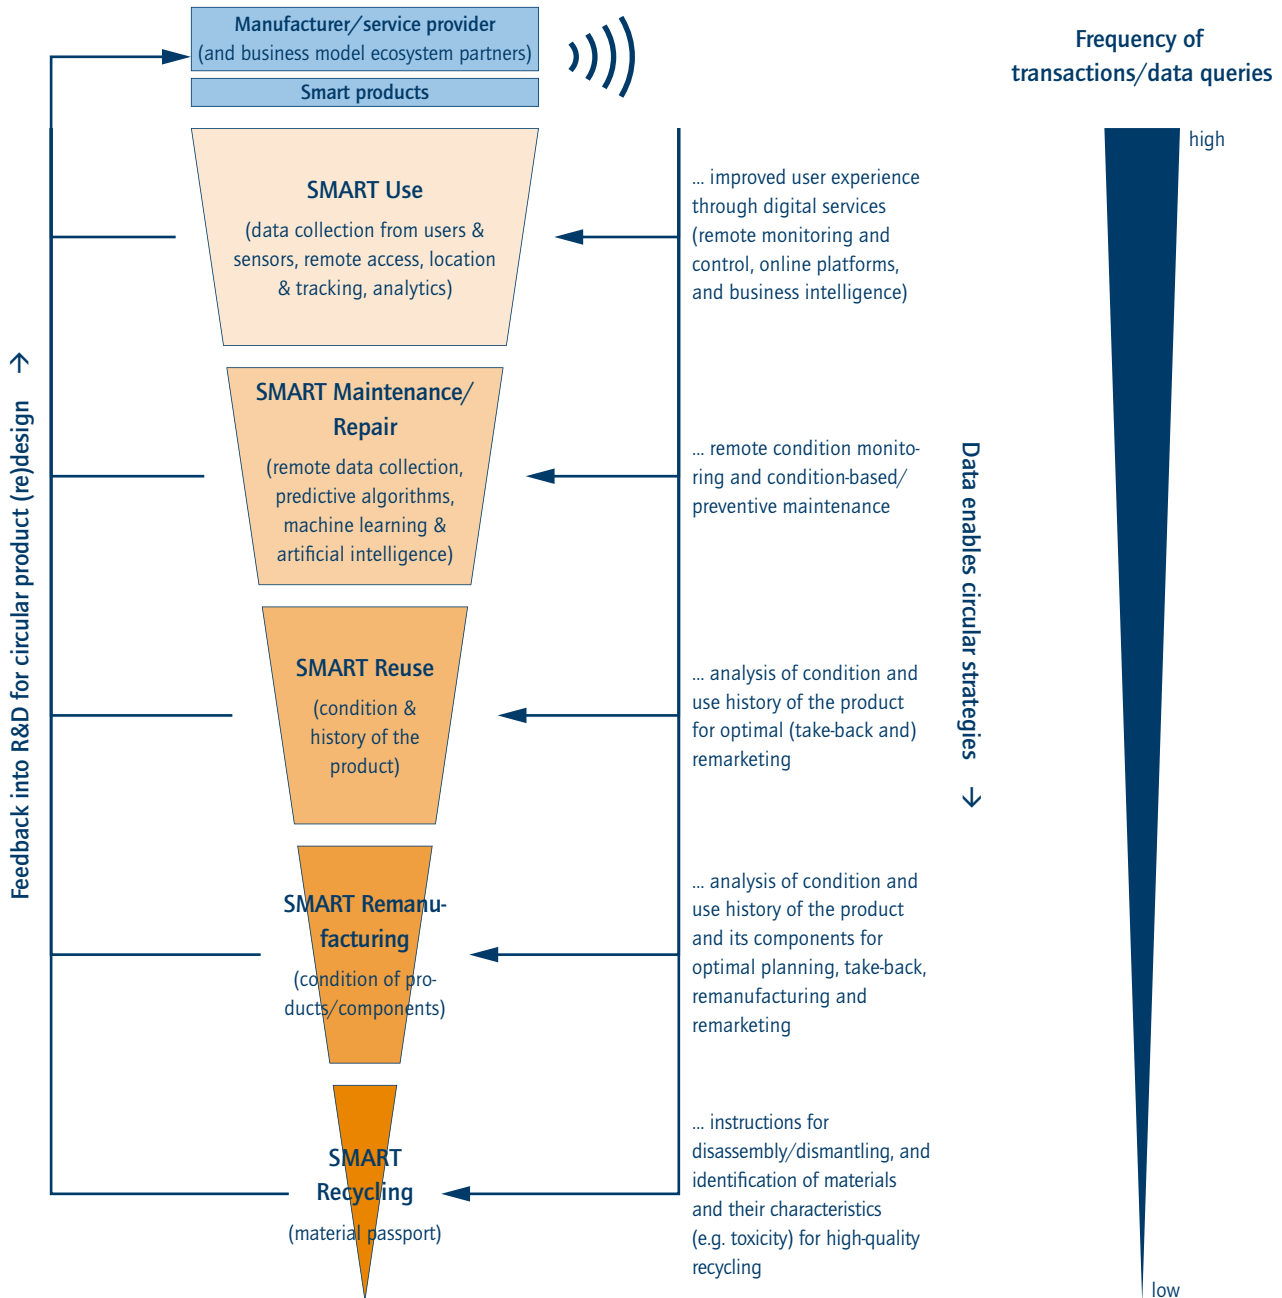 Manufacturer/service provider
(and business model ecosystem partners)
Smart products
Frequency of
transactions/data queries
high
SMART Use
(data collection from users &
sensors, remote access, location
& tracking, analytics)
... improved user experience
through digital services
(remote monitoring and
control, online platforms,
and business intelligence)
SMART Maintenance/
Repair
(remote data collection,
predictive algorithms,
machine learning &
artificial intelligence)
... remote condition monito-
ring and condition-based/
preventive maintenance
Feedback into R&D for circular product (re)design →
Data enables circular strategies →
SMART Reuse
(condition &
history of the
product)
... analysis of condition and
use history of the product
for optimal (take-back and)
remarketing
SMART Remanu-
facturing
(condition of pro-
ducts/components)
... analysis of condition and
use history of the product
and its components for
optimal planning, take-back,
remanufacturing and
remarketing
SMART
Recycling
(material passport)
... instructions for
disassembly/dismantling, and
identification of materials
and their characteristics
(e.g. toxicity) for high-quality
recycling
low